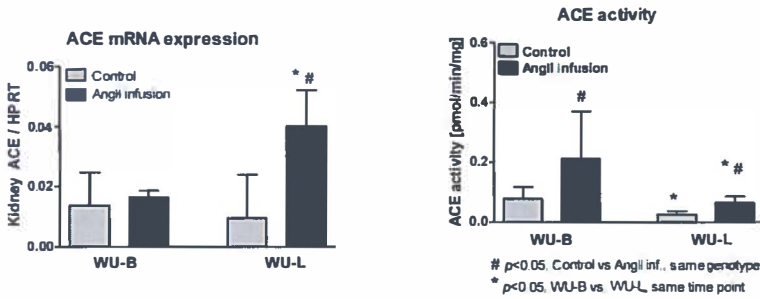 ACE mRNA expression
Kidney ACE / HPRT
0.06
0.04
0.02
0.00
Control
AngII infusion
* #
WU-B
WU-L
ACE activity
ACE activity [pmol/min/mg]
0.6
0.4
0.2
0.0
Control
AngII infusion
#
*
* #
WU-B
WU-L
# p<0.05, Control vs AngII inf., same genotype
* p<0.05, WU-B vs WU-L, same time point